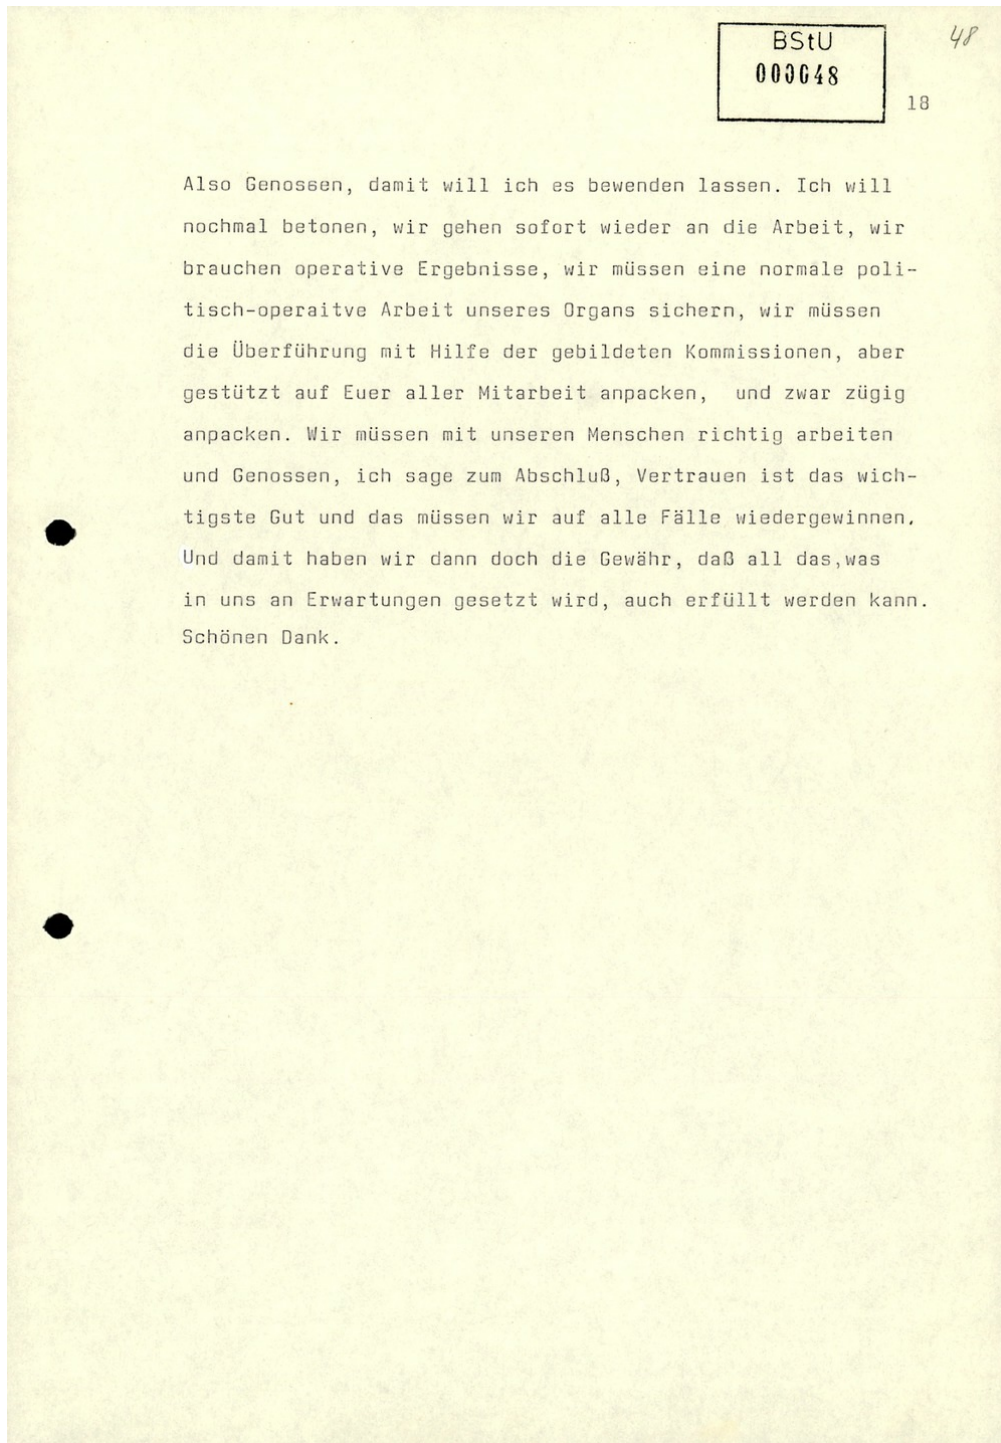 48
BStU
000048
18
Also Genossen, damit will ich es bewenden lassen. Ich will
nochmal betonen, wir gehen sofort wieder an die Arbeit, wir
brauchen operative Ergebnisse, wir müssen eine normale poli-
tisch-operaitve Arbeit unseres Organs sichern, wir müssen
die Überführung mit Hilfe der gebildeten Kommissionen, aber
gestützt auf Euer aller Mitarbeit anpacken, und zwar zügig
anpacken. Wir müssen mit unseren Menschen richtig arbeiten
und Genossen, ich sage zum Abschluß, Vertrauen ist das wich-
tigste Gut und das müssen wir auf alle Fälle wiedergewinnen.
Und damit haben wir dann doch die Gewähr, daß all das,was
in uns an Erwartungen gesetzt wird, auch erfüllt werden kann.
Schönen Dank.